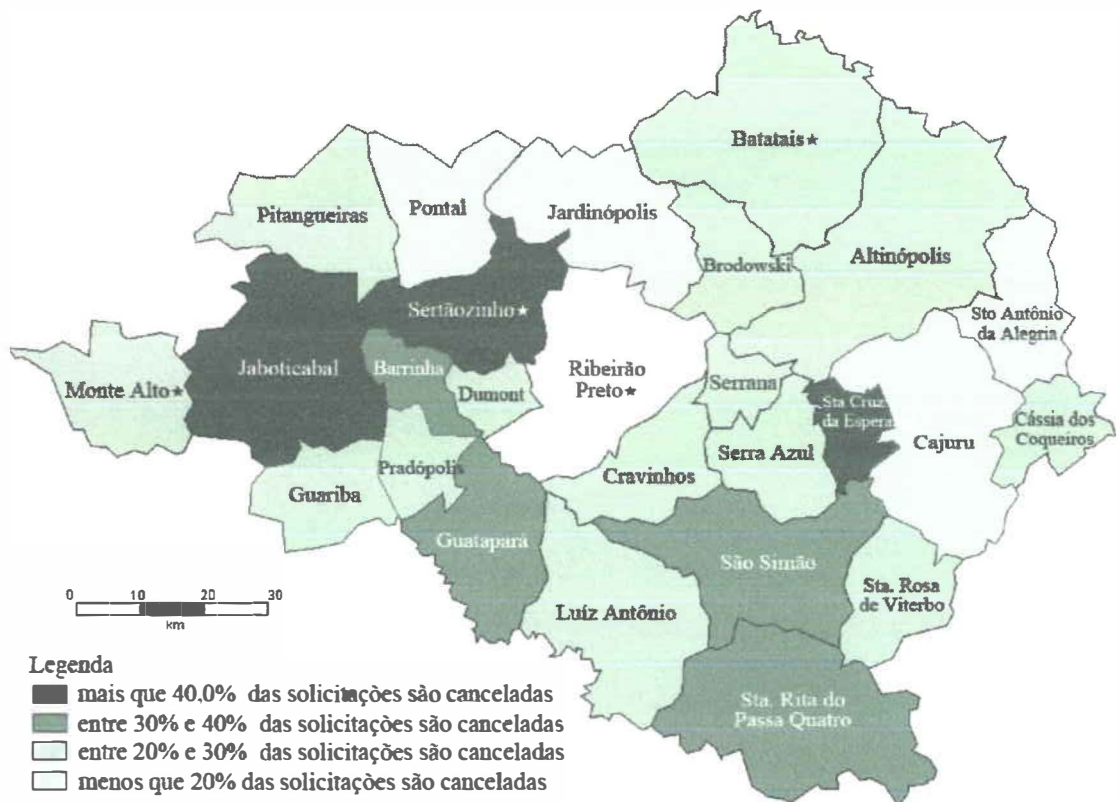 Batatais★
Pitangueiras
Pontal
Jardinópolis
Brodowski
Altinópolis
Sertãozinho★
Sto Antônio
da Alegria
Monte Alto★
Jaboticabal
Barrinha
Dumont
Ribeirão
Preto★
Serrana
Sta Cruz
da Espera
Cássia dos
Coqueiros
Serra Azul
Cajuru
Guariba
Pradópolis
Cravinhos
Guatapará
São Simão
Sta. Rosa
de Viterbo
Luíz Antônio
Sta. Rita do
Passa Quatro
0 10 20 30
km
Legenda
mais que 40,0% das solicitações são canceladas
entre 30% e 40% das solicitações são canceladas
entre 20% e 30% das solicitações são canceladas
menos que 20% das solicitações são canceladas